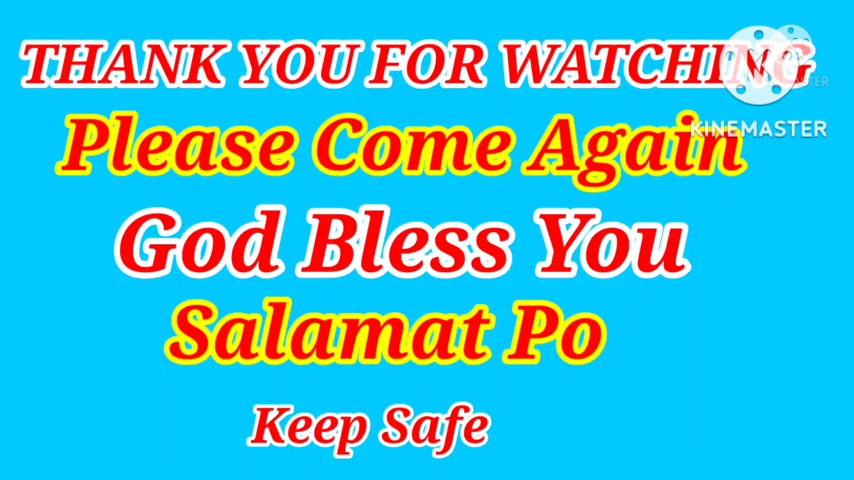 THANK YOU FOR WATCHING
Please Come Again
God Bless You
Salamat Po
Keep Safe
KINEMASTER